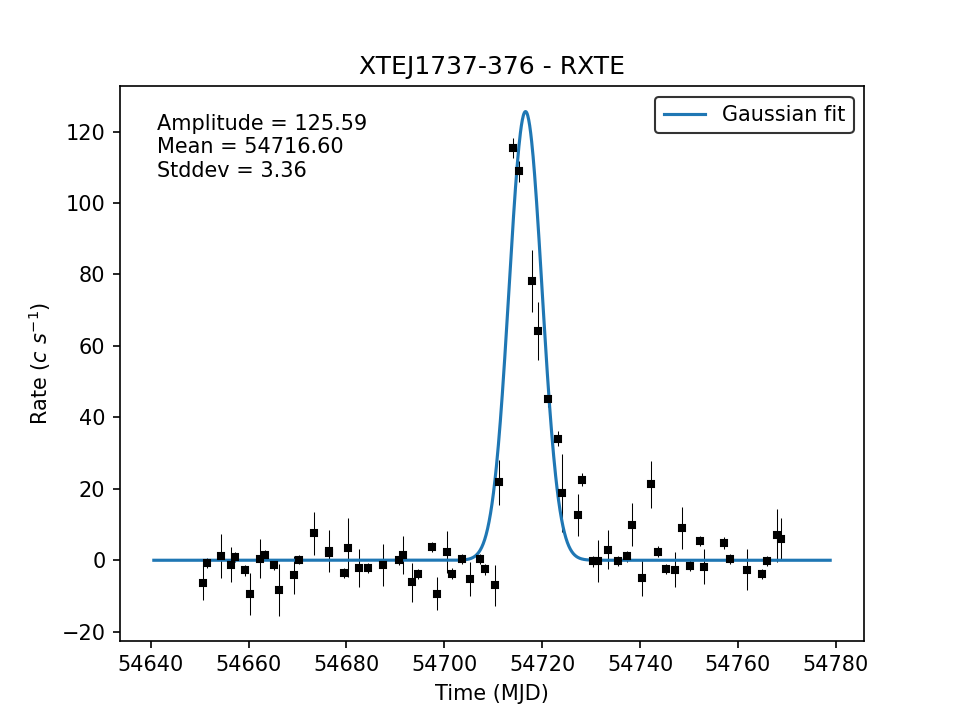 XTEJ1737-376 - RXTE
Amplitude = 125.59
Mean = 54716.60
Stddev = 3.36
Gaussian fit
120
100
80
60
40
20
0
−20
Rate (c s⁻¹)
54640 54660 54680 54700 54720 54740 54760 54780
Time (MJD)